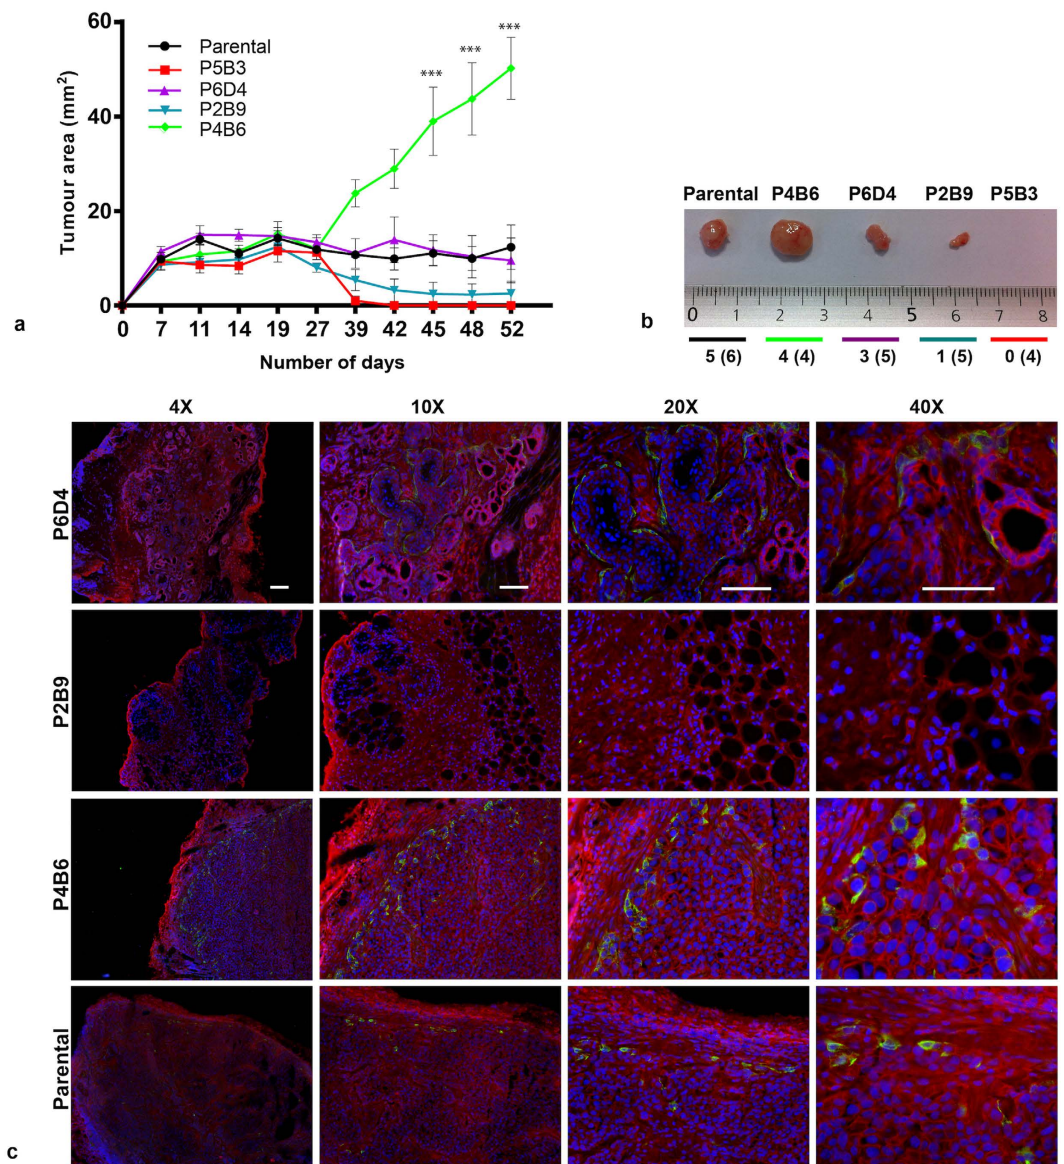 60
40
20
0
Tumour area (mm²)
Parental
P5B3
P6D4
P2B9
P4B6
***
***
***
0 7 11 14 19 27 39 42 45 48 52
Number of days
a
Parental P4B6 P6D4 P2B9 P5B3
0 1 2 3 4 5 6 7 8
5 (6) 4 (4) 3 (5) 1 (5) 0 (4)
b
4X 10X 20X 40X
P6D4
P2B9
P4B6
Parental
c